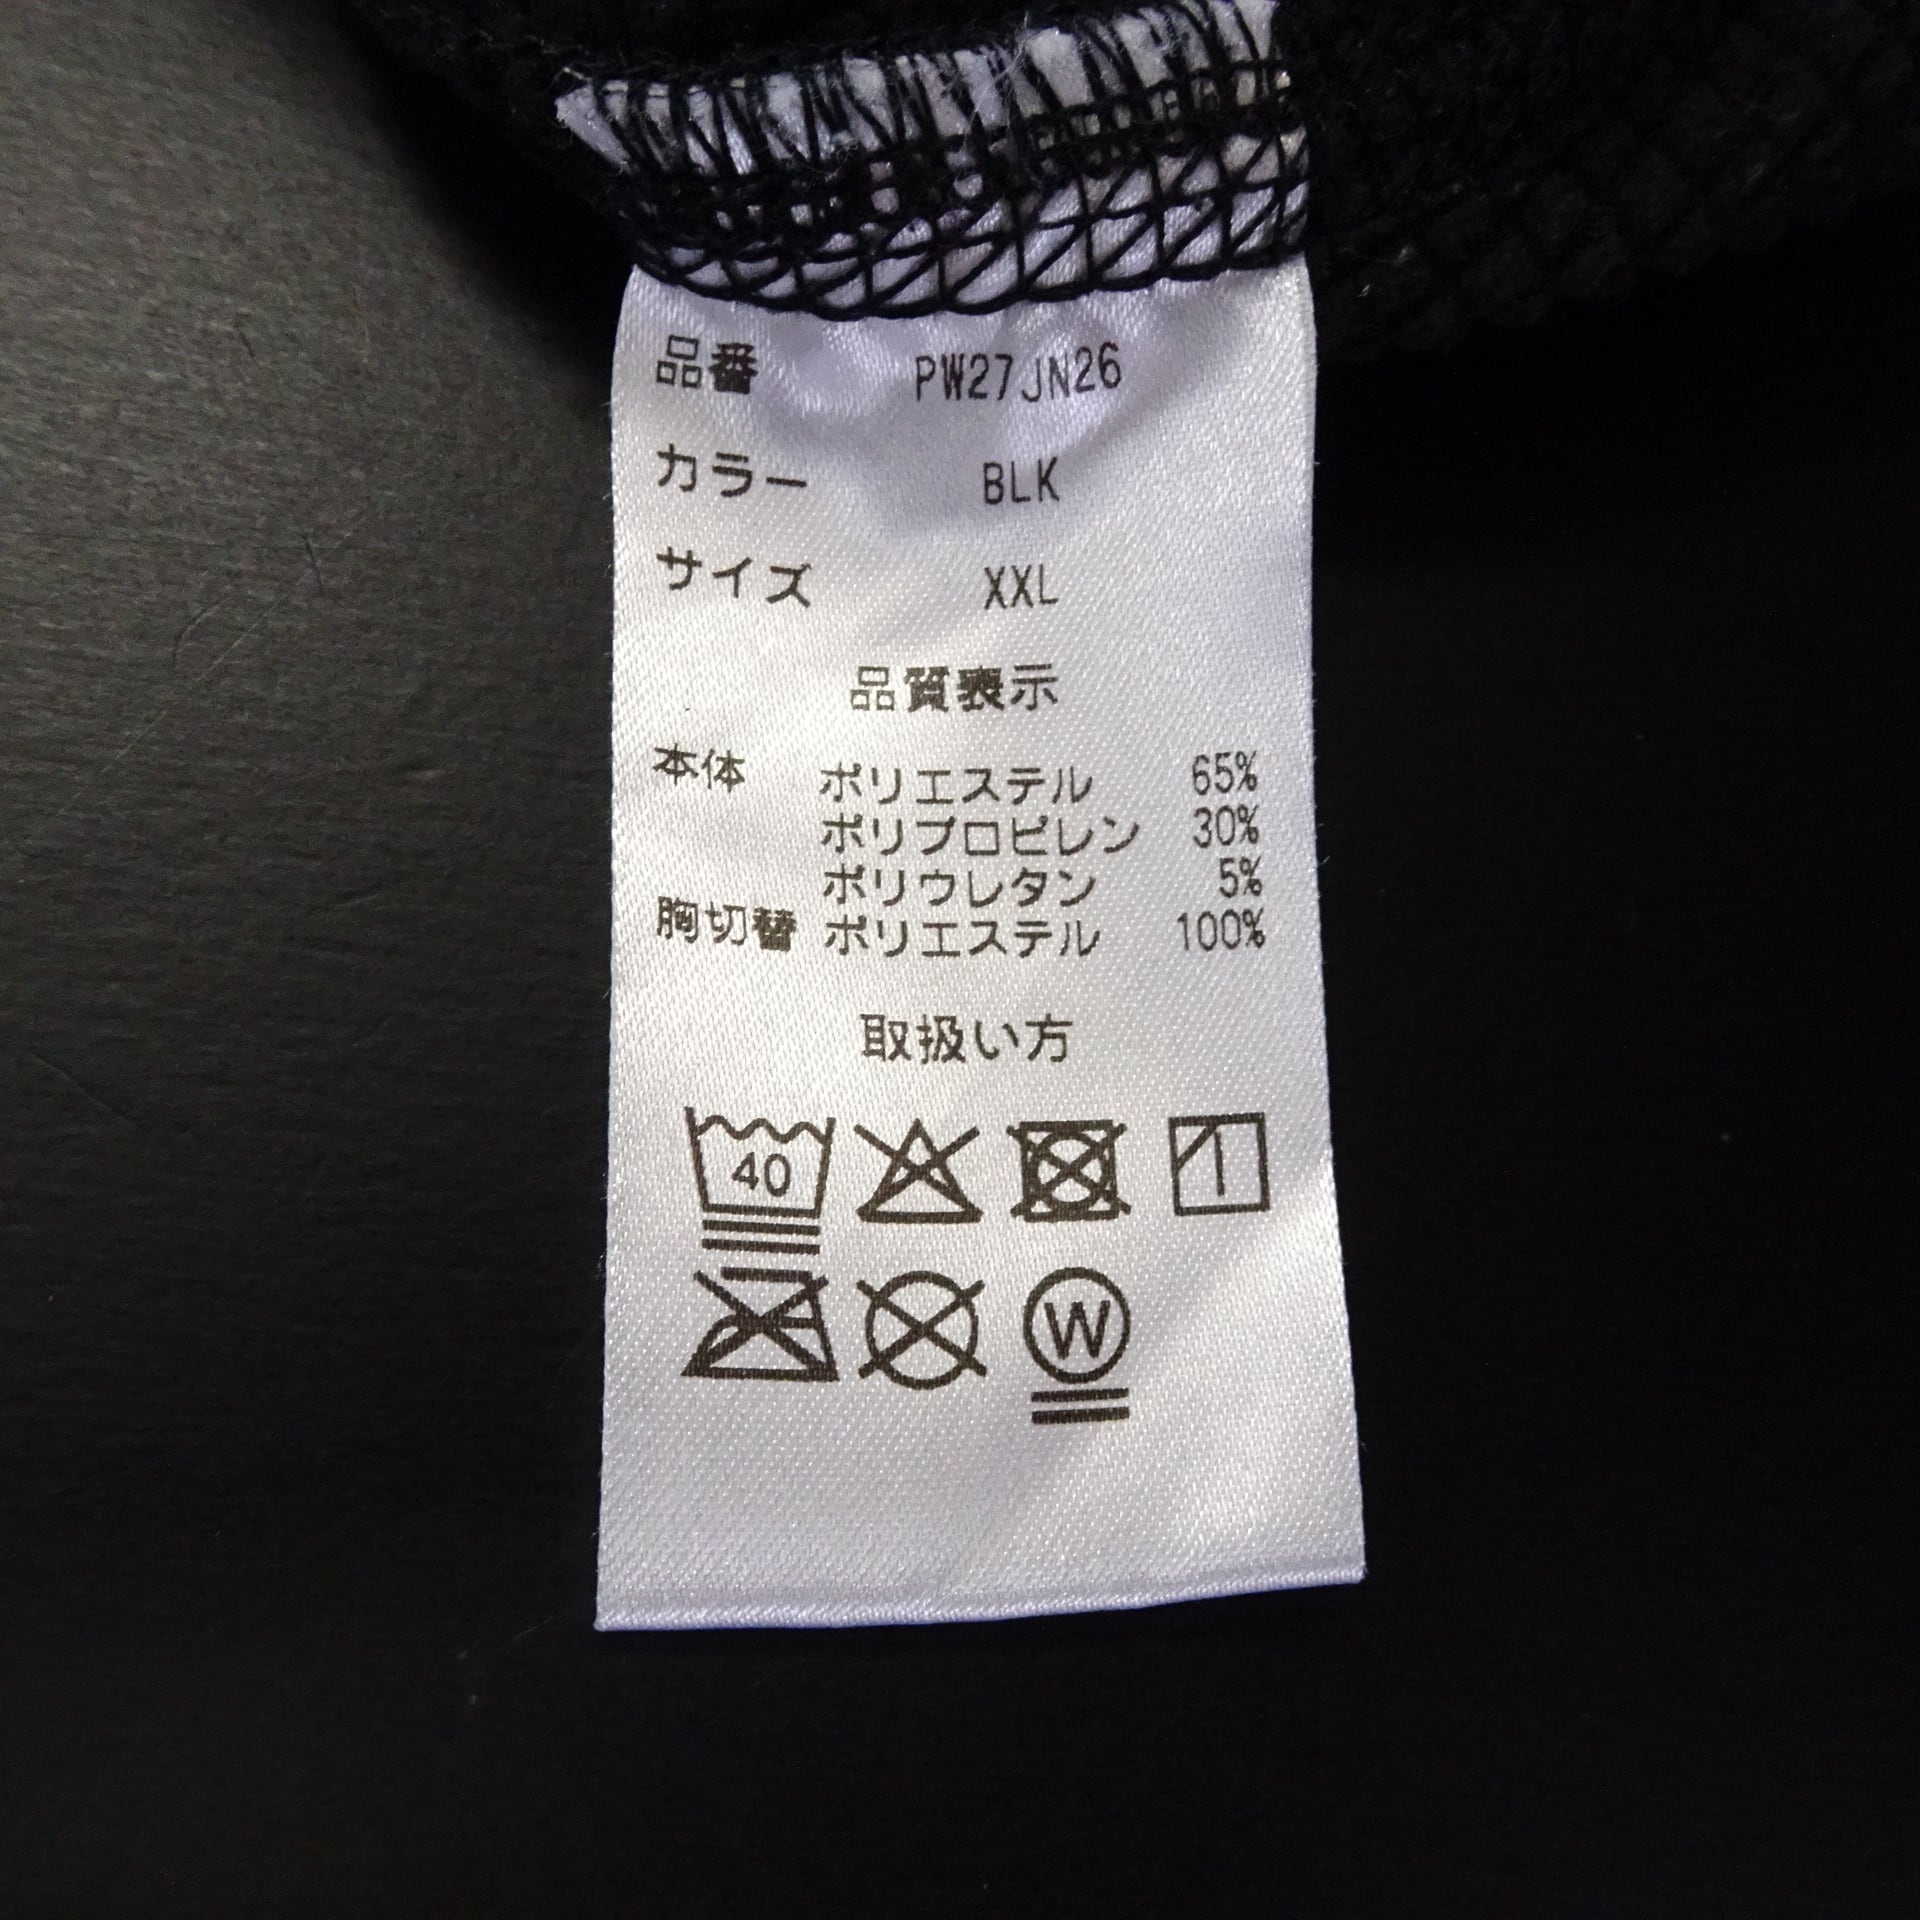 品番 PW27JN26
カラー BLK
サイズ XXL
品質表示
本体 ポリエステル 65%
ポリプロピレン 30%
ポリウレタン 5%
胸切替 ポリエステル 100%
取扱い方
40
W